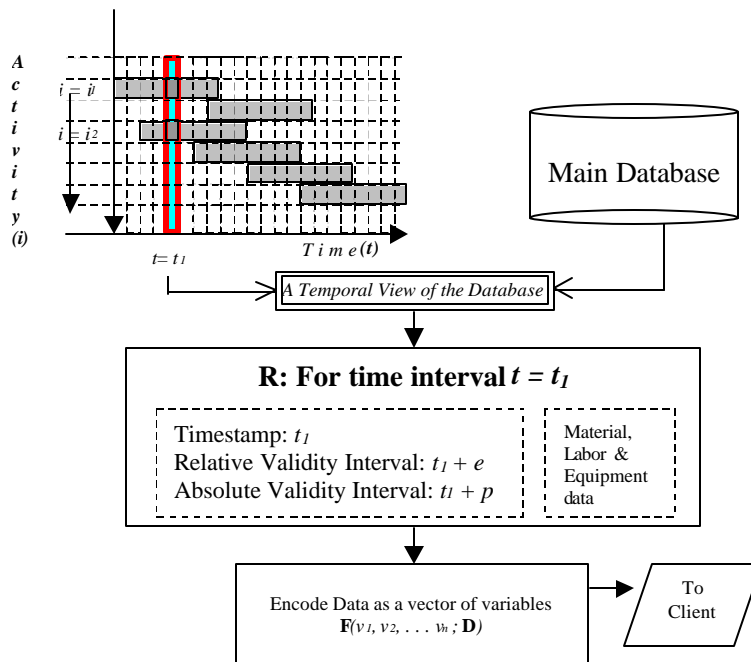 A
c
t
i
v
i
t
y
(i)
i = i1
i = i2
Time (t)
t = t1
Main Database
A Temporal View of the Database
R: For time interval t = t1
Timestamp: t1
Relative Validity Interval: t1 + e
Absolute Validity Interval: t1 + p
Material,
Labor &
Equipment
data
Encode Data as a vector of variables
F(v1, v2, . . . vn ; D)
To
Client